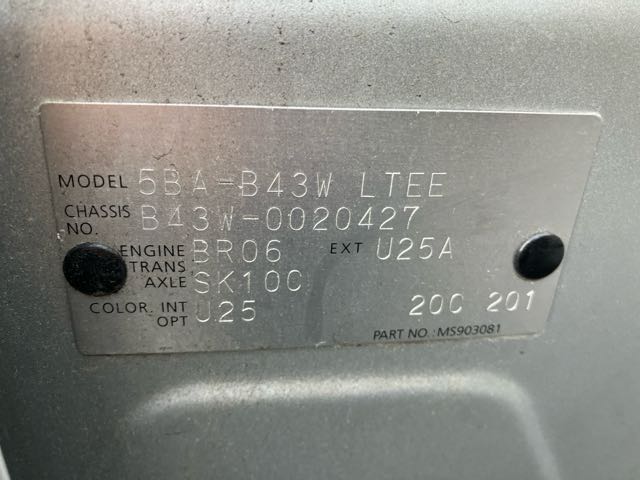 MODEL 5BA-B43W LTEE
CHASSIS NO. B43W-0020427
ENGINE BR06 EXT U25A
TRANS AXLE SK10C
COLOR. INT U25 20C 201
OPT
PART NO.: MS903081